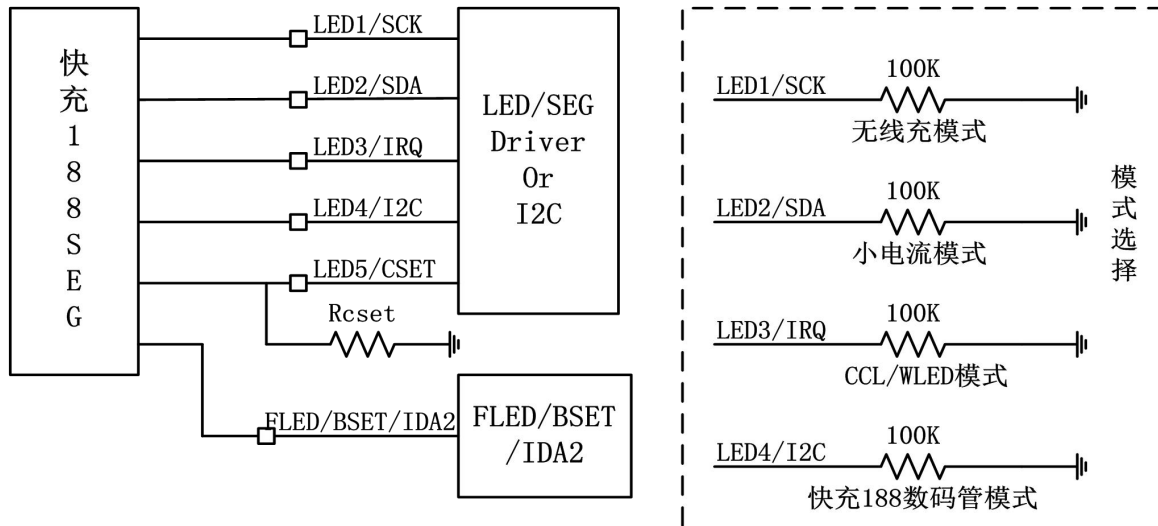 快充188SEG
LED1/SCK
LED2/SDA
LED3/IRQ
LED4/I2C
LED5/CSET
Rcset
FLED/BSET/IDA2
LED/SEG
Driver
Or
I2C
FLED/BSET
/IDA2
LED1/SCK
100K
无线充模式
LED2/SDA
100K
小电流模式
LED3/IRQ
100K
CCL/WLED模式
LED4/I2C
100K
快充188数码管模式
模式选择